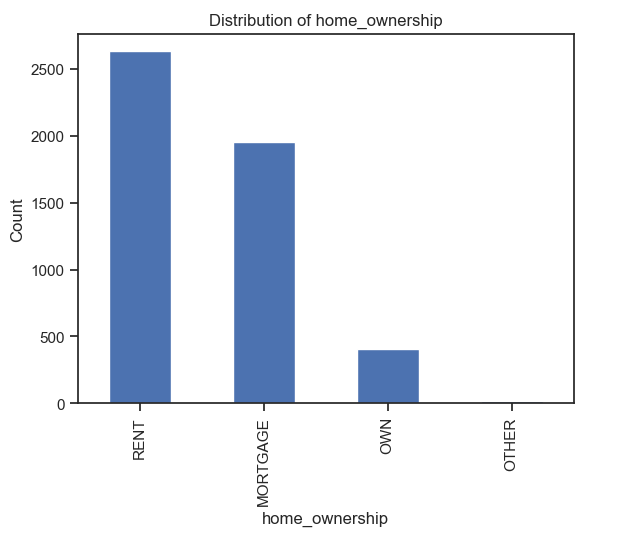 Distribution of home_ownership
Count
2500
2000
1500
1000
500
0
RENT
MORTGAGE
OWN
OTHER
home_ownership